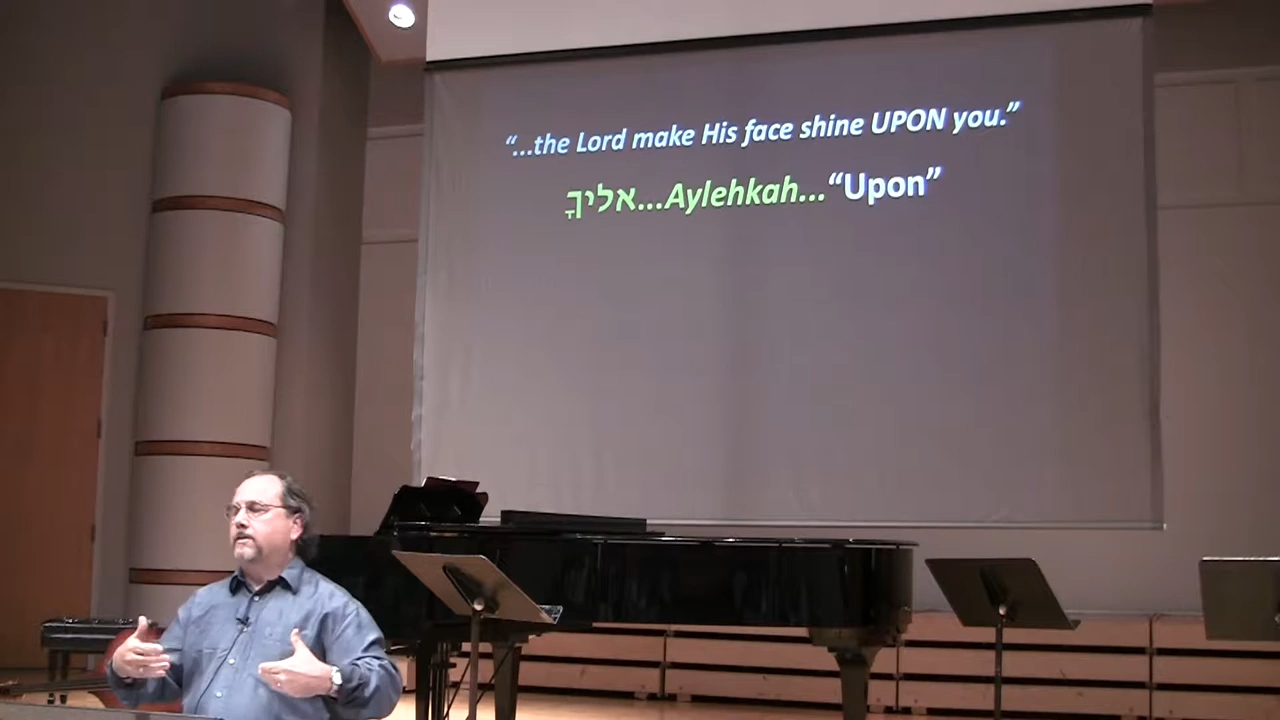 “...the Lord make His face shine UPON you.”
אליךָ...Aylehkah...“Upon”